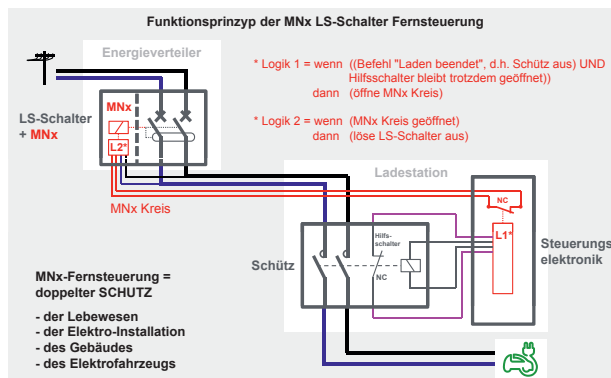 Funktionsprinzyp der MNx LS-Schalter Fernsteuerung
Energieverteiler
* Logik 1 = wenn ((Befehl "Laden beendet", d.h. Schütz aus) UND
Hilfsschalter bleibt trotzdem geöffnet))
dann (öffne MNx Kreis)
* Logik 2 = wenn (MNx Kreis geöffnet)
dann (löse LS-Schalter aus)
MNx
LS-Schalter
+ MNx
L2*
MNx Kreis
Ladestation
NC
L1*
Steuerungs
elektronik
Hilfs-
schalter
NC
Schütz
MNx-Fernsteuerung =
doppelter SCHUTZ
- der Lebewesen
- der Elektro-Installation
- des Gebäudes
- des Elektrofahrzeugs